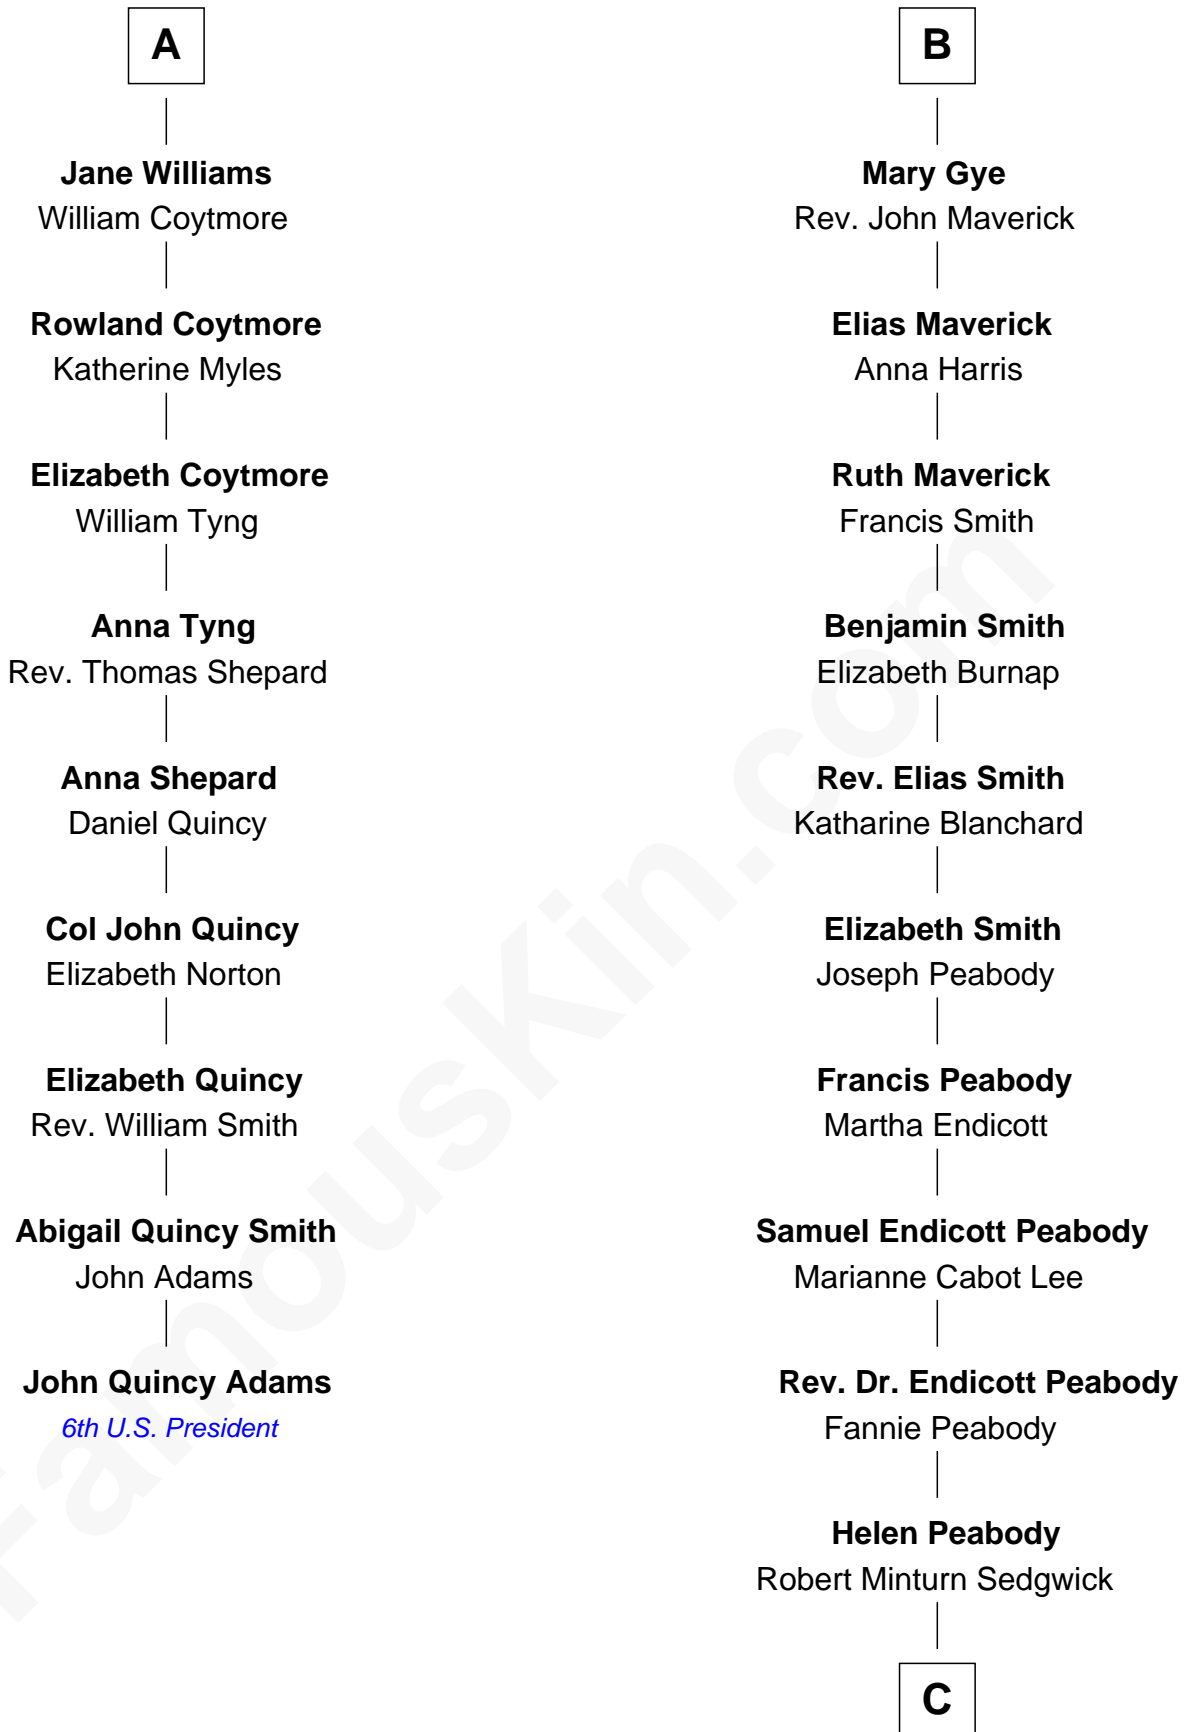 A
Jane Williams
William Coytmore
Rowland Coytmore
Katherine Myles
Elizabeth Coytmore
William Tyng
Anna Tyng
Rev. Thomas Shepard
Anna Shepard
Daniel Quincy
Col John Quincy
Elizabeth Norton
Elizabeth Quincy
Rev. William Smith
Abigail Quincy Smith
John Adams
John Quincy Adams
6th U.S. President
B
Mary Gye
Rev. John Maverick
Elias Maverick
Anna Harris
Ruth Maverick
Francis Smith
Benjamin Smith
Elizabeth Burnap
Rev. Elias Smith
Katharine Blanchard
Elizabeth Smith
Joseph Peabody
Francis Peabody
Martha Endicott
Samuel Endicott Peabody
Marianne Cabot Lee
Rev. Dr. Endicott Peabody
Fannie Peabody
Helen Peabody
Robert Minturn Sedgwick
C
FamousKin.com